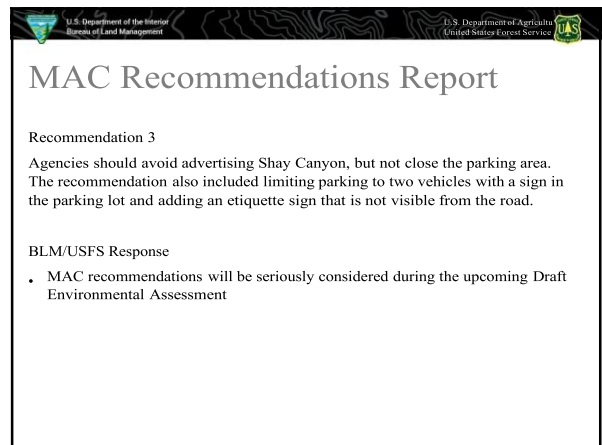 U.S. Department of the Interior
Bureau of Land Management
U.S. Department of Agricultu
United States Forest Service
UAS
MAC Recommendations Report
Recommendation 3
Agencies should avoid advertising Shay Canyon, but not close the parking area.
The recommendation also included limiting parking to two vehicles with a sign in
the parking lot and adding an etiquette sign that is not visible from the road.
BLM/USFS Response
• MAC recommendations will be seriously considered during the upcoming Draft
Environmental Assessment